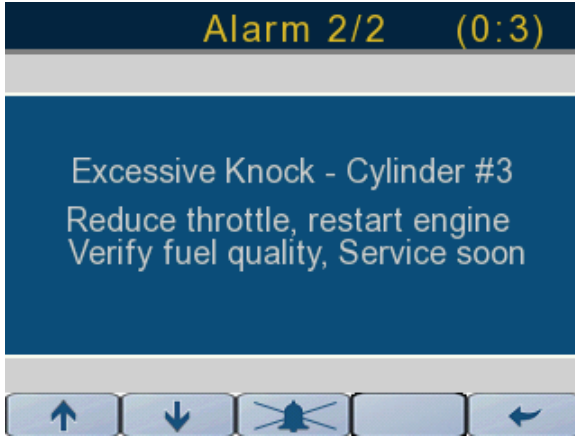 Alarm 2/2 (0:3)
Excessive Knock - Cylinder #3
Reduce throttle, restart engine
Verify fuel quality, Service soon